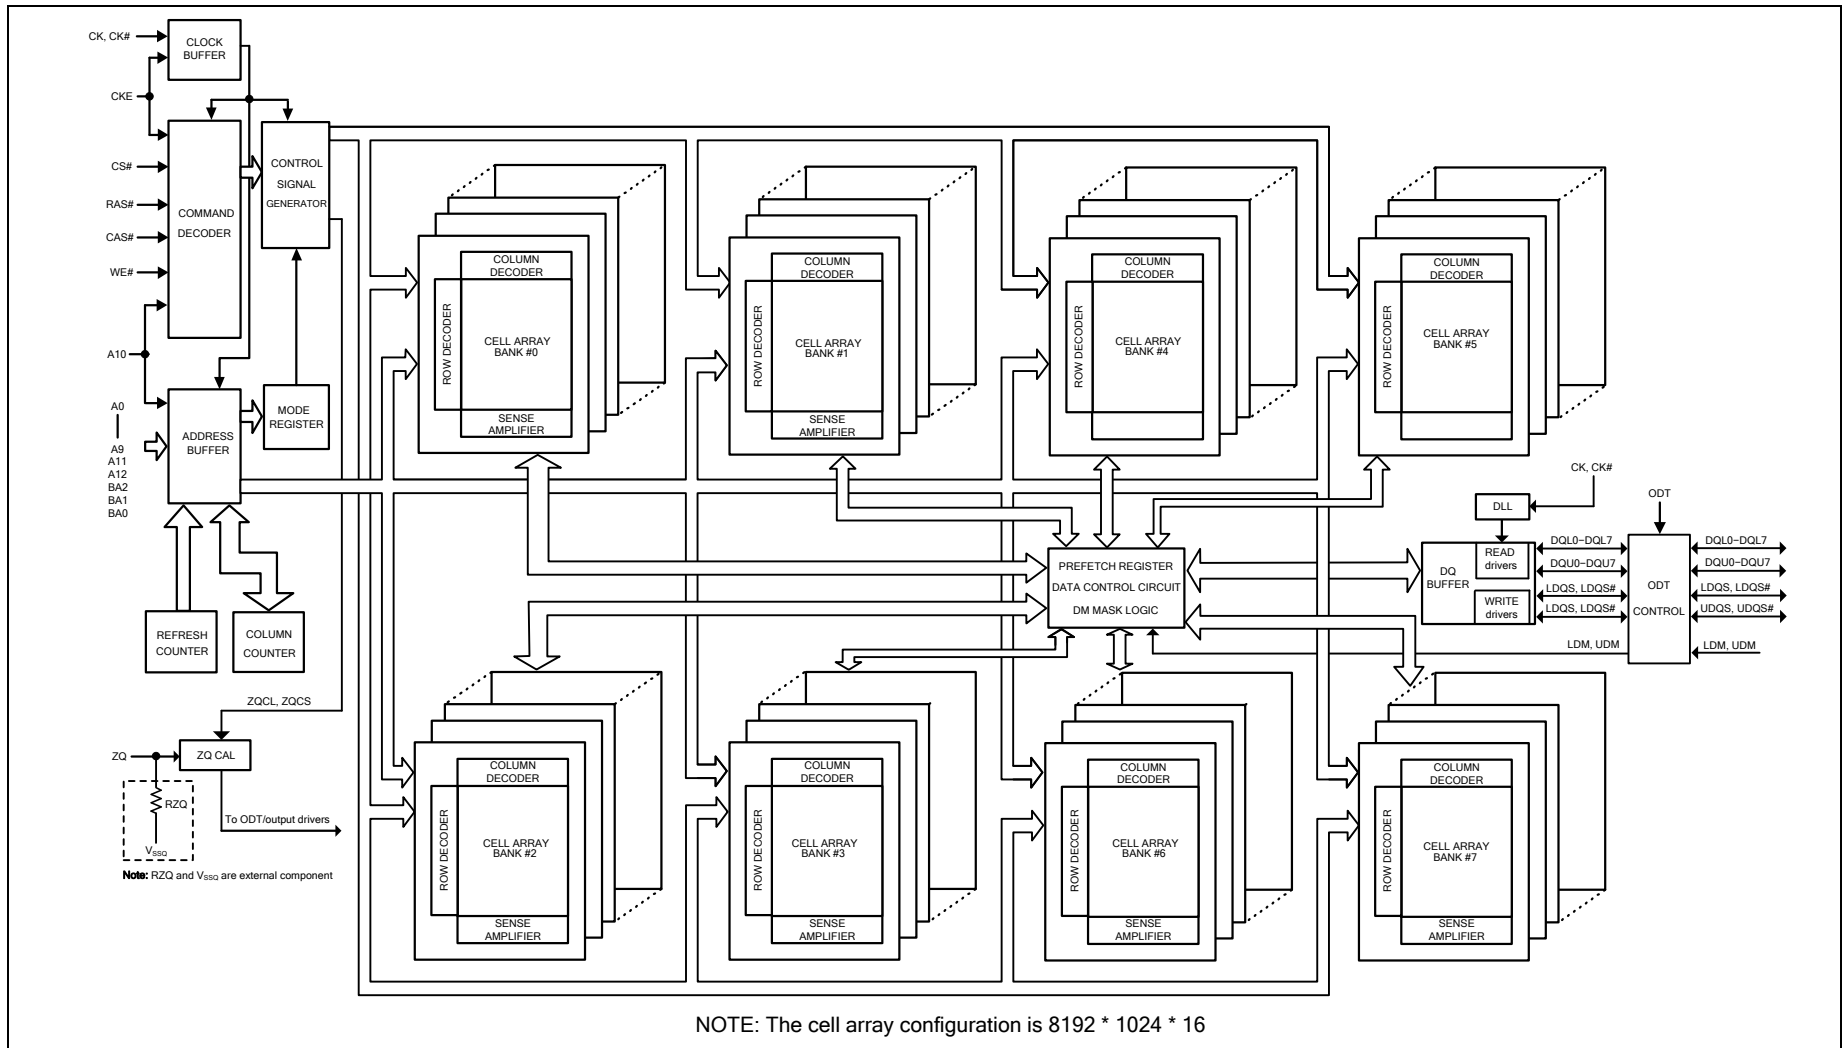 CK, CK#
CLOCK
BUFFER
CKE
CS#
RAS#
CAS#
WE#
COMMAND
DECODER
CONTROL
SIGNAL
GENERATOR
A10
A0
A9
A11
A12
BA2
BA1
BA0
ADDRESS
BUFFER
MODE
REGISTER
REFRESH
COUNTER
COLUMN
COUNTER
ZQCL, ZQCS
ZQ
ZQ CAL
RZQ
VSSQ
To ODT/output drivers
Note: RZQ and VSSQ are external component
COLUMN
DECODER
ROW DECODER
CELL ARRAY
BANK #0
SENSE
AMPLIFIER
COLUMN
DECODER
ROW DECODER
CELL ARRAY
BANK #1
SENSE
AMPLIFIER
COLUMN
DECODER
ROW DECODER
CELL ARRAY
BANK #4
COLUMN
DECODER
ROW DECODER
CELL ARRAY
BANK #5
PREFETCH REGISTER
DATA CONTROL CIRCUIT
DM MASK LOGIC
CK, CK#
DLL
DQ
BUFFER
READ
drivers
WRITE
drivers
DQL0−DQL7
DQU0−DQU7
LDQS, LDQS#
LDQS, LDQS#
LDM, UDM
ODT
ODT
CONTROL
DQL0−DQL7
DQU0−DQU7
LDQS, LDQS#
UDQS, UDQS#
LDM, UDM
COLUMN
DECODER
ROW DECODER
CELL ARRAY
BANK #2
SENSE
AMPLIFIER
COLUMN
DECODER
ROW DECODER
CELL ARRAY
BANK #3
SENSE
AMPLIFIER
COLUMN
DECODER
ROW DECODER
CELL ARRAY
BANK #6
SENSE
AMPLIFIER
COLUMN
DECODER
ROW DECODER
CELL ARRAY
BANK #7
SENSE
AMPLIFIER
NOTE: The cell array configuration is 8192 * 1024 * 16